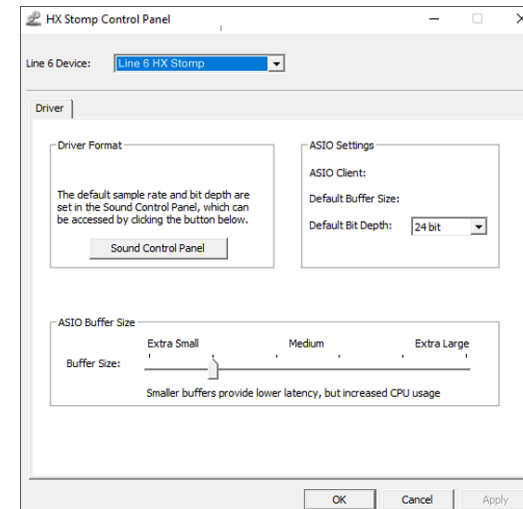 HX Stomp Control Panel
Line 6 Device: Line 6 HX Stomp
Driver
Driver Format
The default sample rate and bit depth are
set in the Sound Control Panel, which can
be accessed by clicking the button below.
Sound Control Panel
ASIO Settings
ASIO Client:
Default Buffer Size:
Default Bit Depth: 24 bit
ASIO Buffer Size
Extra Small Medium Extra Large
Buffer Size:
Smaller buffers provide lower latency, but increased CPU usage
OK Cancel Apply